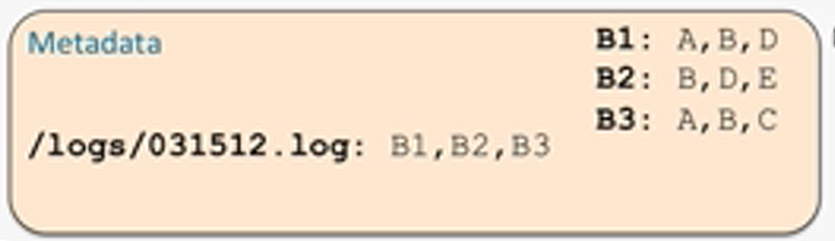 Metadata
/logs/031512.log: B1,B2,B3
B1: A,B,D
B2: B,D,E
B3: A,B,C